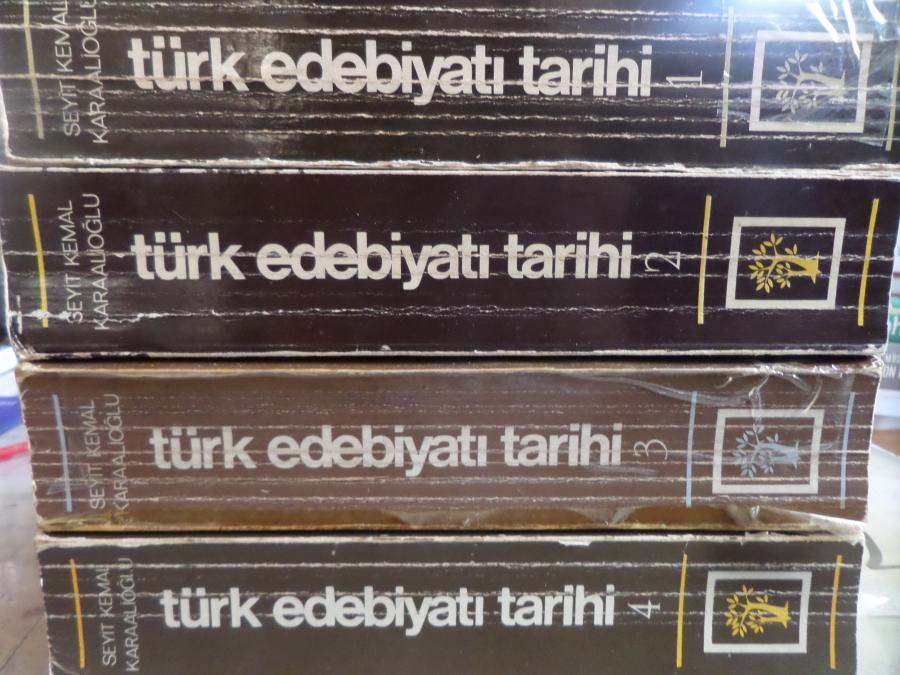 SEYİT KEMAL
KARAALİOĞLU
türk edebiyatı tarihi 1
SEYİT KEMAL
KARAALİOĞLU
türk edebiyatı tarihi 2
SEYİT KEMAL
KARAALİOĞLU
türk edebiyatı tarihi 3
SEYİT KEMAL
KARAALİOĞLU
türk edebiyatı tarihi 4